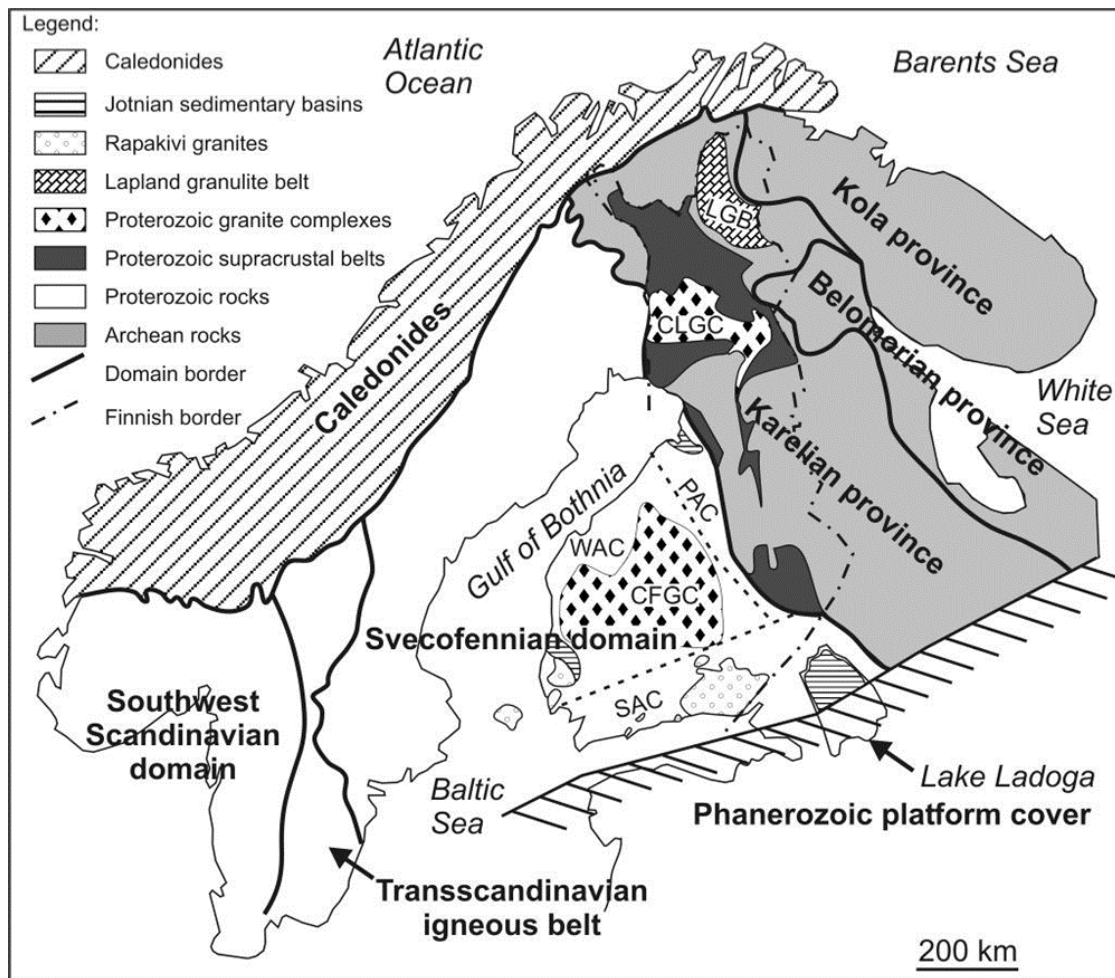 Legend:
Caledonides
Jotnian sedimentary basins
Rapakivi granites
Lapland granulite belt
Proterozoic granite complexes
Proterozoic supracrustal belts
Proterozoic rocks
Archean rocks
Domain border
Finnish border
Atlantic
Ocean
Barents Sea
LGB
Kola province
Belomorian province
CLGC
Caledonides
White
Sea
Karelian province
Gulf of Bothnia
PAC
WAC
CFGC
Svecofennian domain
Southwest
Scandinavian
domain
SAC
Baltic
Sea
Lake Ladoga
Phanerozoic platform cover
Transscandinavian
igneous belt
200 km